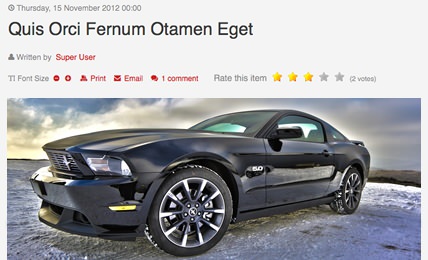 Thursday, 15 November 2012 00:00
Quis Orci Fernum Otamen Eget
Written by Super User
TI Font Size Print Email 1 comment Rate this item (2 votes)
5.0